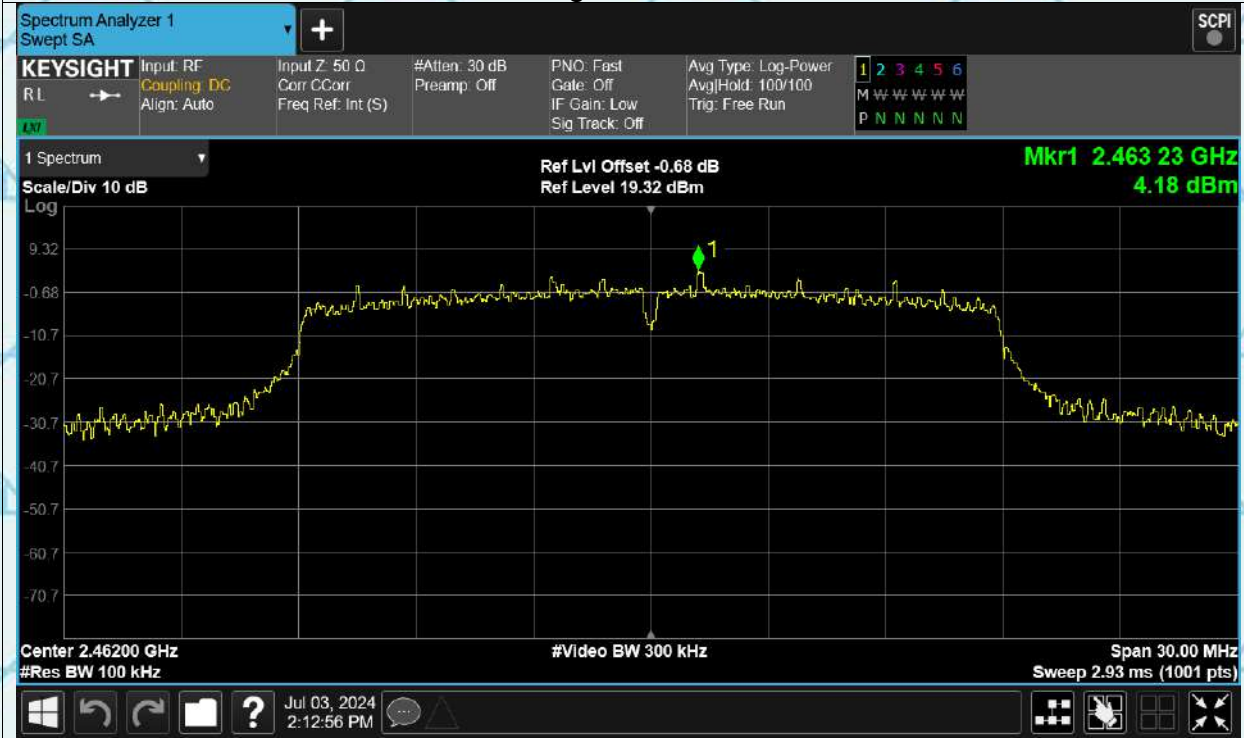 Spectrum Analyzer 1
Swept SA
+
SCPI
KEYSIGHT
RL
LXI
Input: RF
Coupling: DC
Align: Auto
Input Z: 50 Ω
Corr CCorr
Freq Ref: Int (S)
#Atten: 30 dB
Preamp: Off
PNO: Fast
Gate: Off
IF Gain: Low
Sig Track: Off
Avg Type: Log-Power
Avg|Hold: 100/100
Trig: Free Run
1 2 3 4 5 6
M W W W W W
P N N N N N
1 Spectrum
Scale/Div 10 dB
Log
Ref Lvl Offset -0.68 dB
Ref Level 19.32 dBm
Mkr1 2.463 23 GHz
4.18 dBm
1
9.32
-0.68
-10.7
-20.7
-30.7
-40.7
-50.7
-60.7
-70.7
Center 2.46200 GHz
#Res BW 100 kHz
#Video BW 300 kHz
Span 30.00 MHz
Sweep 2.93 ms (1001 pts)
?
Jul 03, 2024
2:12:56 PM